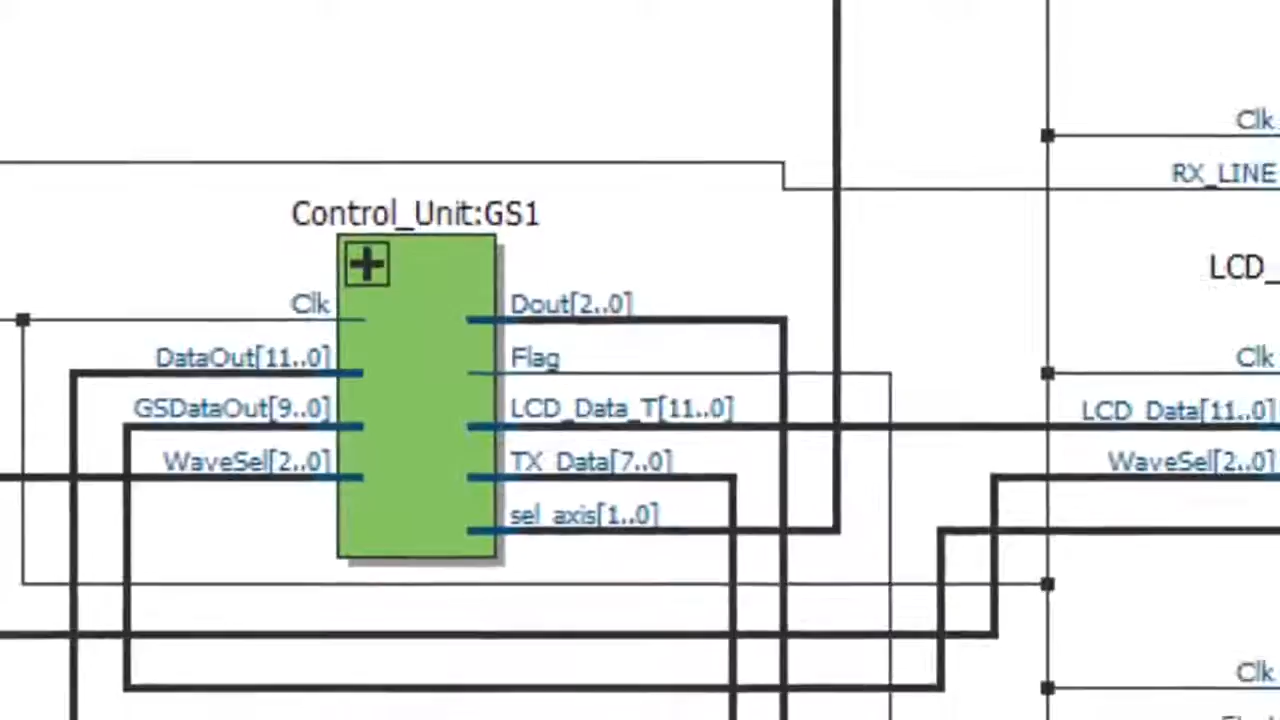 Clk
RX_LINE
Control_Unit:GS1
LCD_
Clk
Dout[2..0]
DataOut[11..0]
Flag
Clk
GSDataOut[9..0]
LCD_Data_T[11..0]
LCD_Data[11..0]
WaveSel[2..0]
TX_Data[7..0]
WaveSel[2..0]
sel_axis[1..0]
Clk